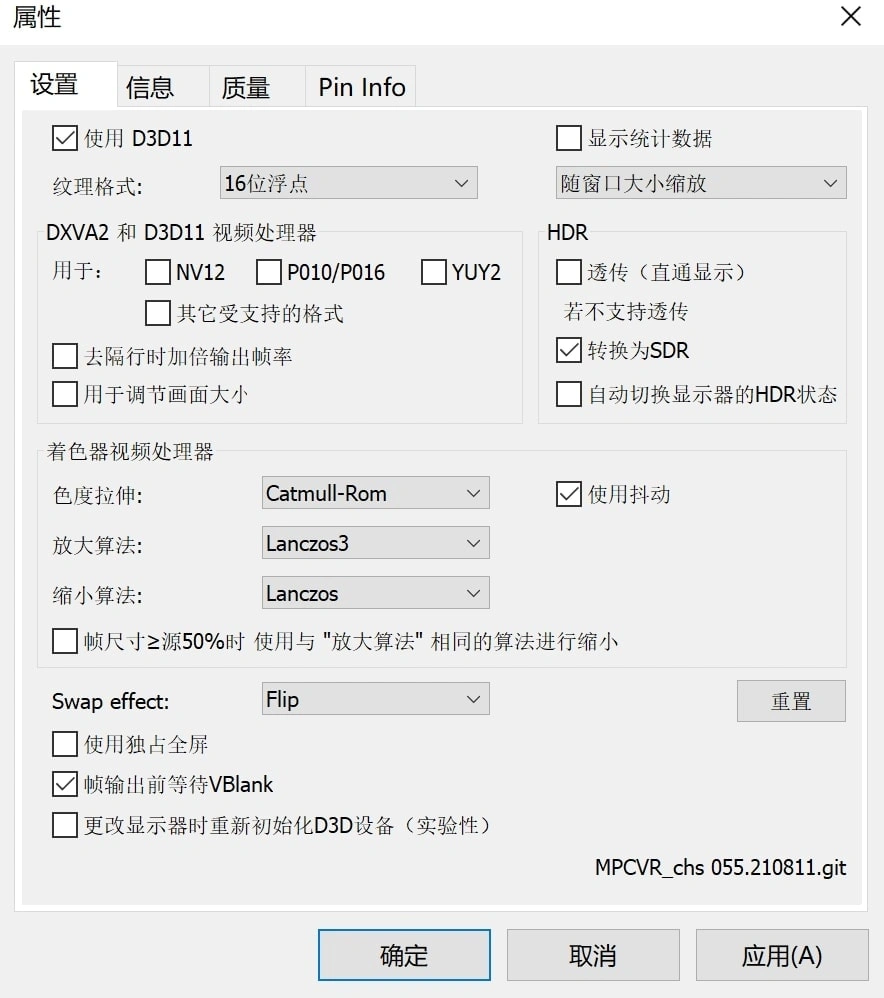 属性
设置 信息 质量 Pin Info
使用 D3D11 显示统计数据
纹理格式: 16位浮点 随窗口大小缩放
DXVA2 和 D3D11 视频处理器 HDR
用于: NV12 P010/P016 YUY2 透传（直通显示）
其它受支持的格式 若不支持透传
去隔行时加倍输出帧率 转换为SDR
用于调节画面大小 自动切换显示器的HDR状态
着色器视频处理器
色度拉伸: Catmull-Rom 使用抖动
放大算法: Lanczos3
缩小算法: Lanczos
帧尺寸≥源50%时 使用与 "放大算法" 相同的算法进行缩小
Swap effect: Flip 重置
使用独占全屏
帧输出前等待VBlank
更改显示器时重新初始化D3D设备（实验性）
MPCVR_chs 055.210811.git
确定 取消 应用(A)